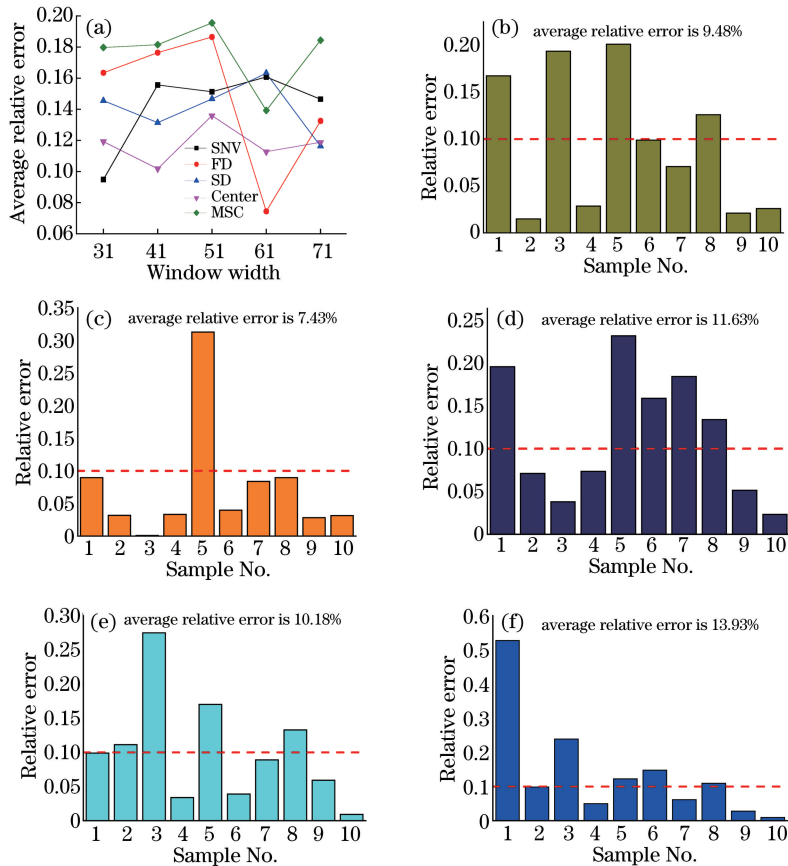 (a)
0.20
0.18
0.16
0.14
0.12
0.10
0.08
0.06
Average relative error
SNV
FD
SD
Center
MSC
31 41 51 61 71
Window width
(b)
average relative error is 9.48%
0.20
0.15
0.10
0.05
0
Relative error
1 2 3 4 5 6 7 8 9 10
Sample No.
(c)
average relative error is 7.43%
0.35
0.30
0.25
0.20
0.15
0.10
0.05
0
Relative error
1 2 3 4 5 6 7 8 9 10
Sample No.
(d)
average relative error is 11.63%
0.25
0.20
0.15
0.10
0.05
0
Relative error
1 2 3 4 5 6 7 8 9 10
Sample No.
(e)
average relative error is 10.18%
0.30
0.25
0.20
0.15
0.10
0.05
0
Relative error
1 2 3 4 5 6 7 8 9 10
Sample No.
(f)
average relative error is 13.93%
0.6
0.5
0.4
0.3
0.2
0.1
0
Relative error
1 2 3 4 5 6 7 8 9 10
Sample No.